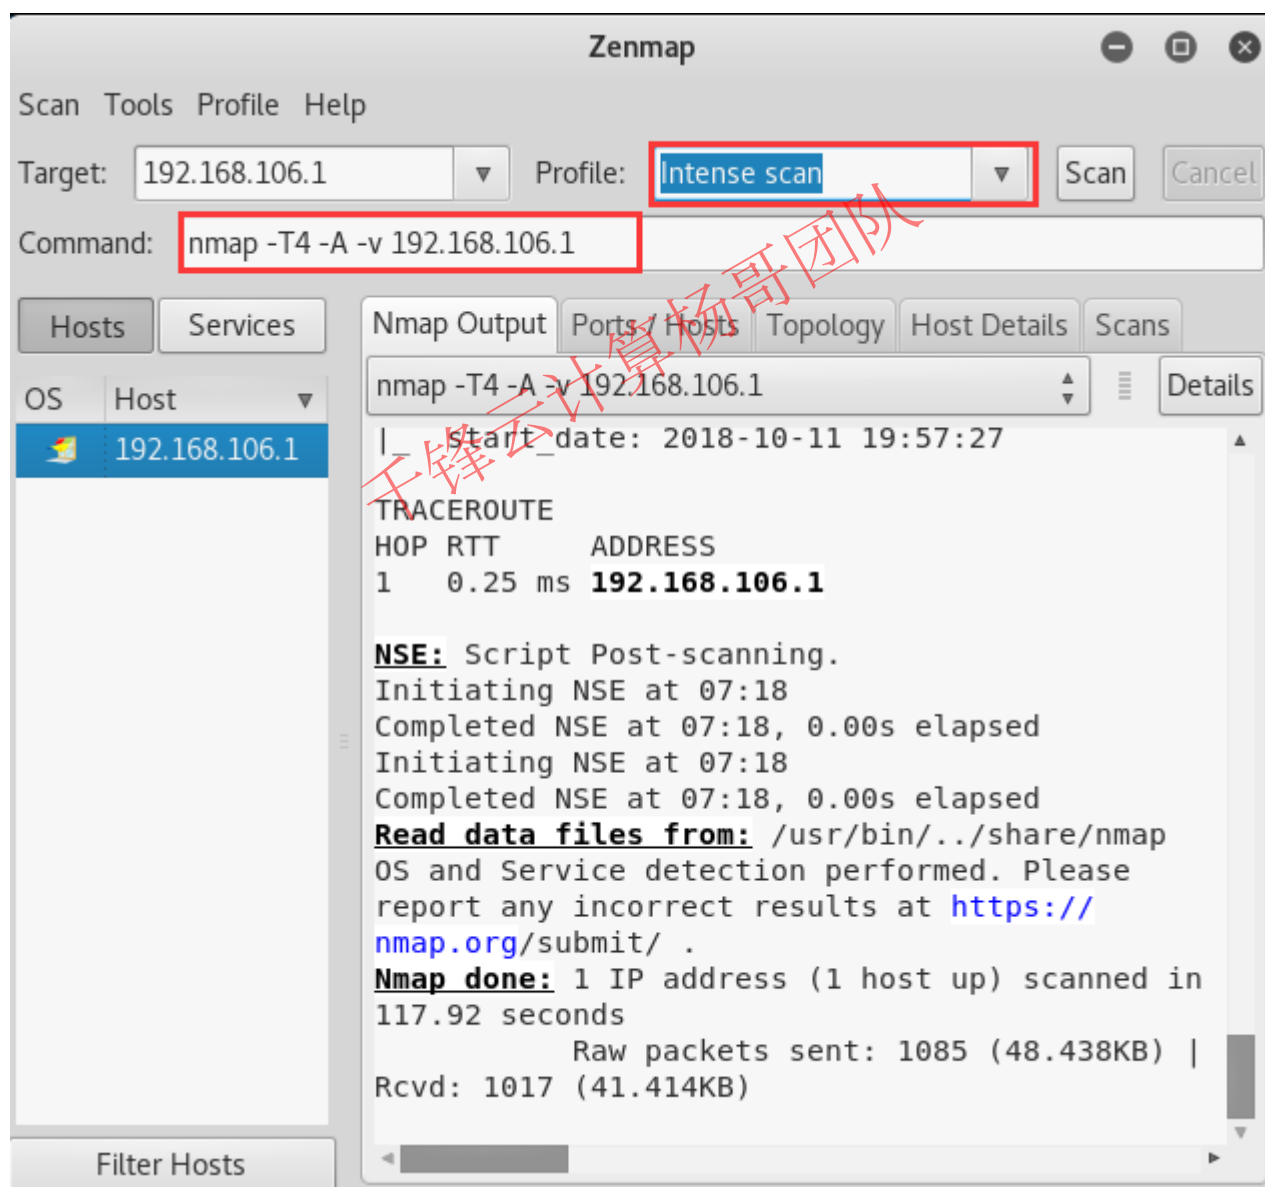 Zenmap
Scan Tools Profile Help
Target: 192.168.106.1 Profile: Intense scan Scan Cancel
Command: nmap -T4 -A -v 192.168.106.1
Hosts Services
Nmap Output Ports / Hosts Topology Host Details Scans
nmap -T4 -A -v 192.168.106.1 Details
OS Host
192.168.106.1
|_ start_date: 2018-10-11 19:57:27
TRACEROUTE
HOP RTT ADDRESS
1 0.25 ms 192.168.106.1
NSE: Script Post-scanning.
Initiating NSE at 07:18
Completed NSE at 07:18, 0.00s elapsed
Initiating NSE at 07:18
Completed NSE at 07:18, 0.00s elapsed
Read data files from: /usr/bin/../share/nmap
OS and Service detection performed. Please
report any incorrect results at https://
nmap.org/submit/ .
Nmap done: 1 IP address (1 host up) scanned in
117.92 seconds
Raw packets sent: 1085 (48.438KB) |
Rcvd: 1017 (41.414KB)
Filter Hosts
千锋云计算杨哥团队